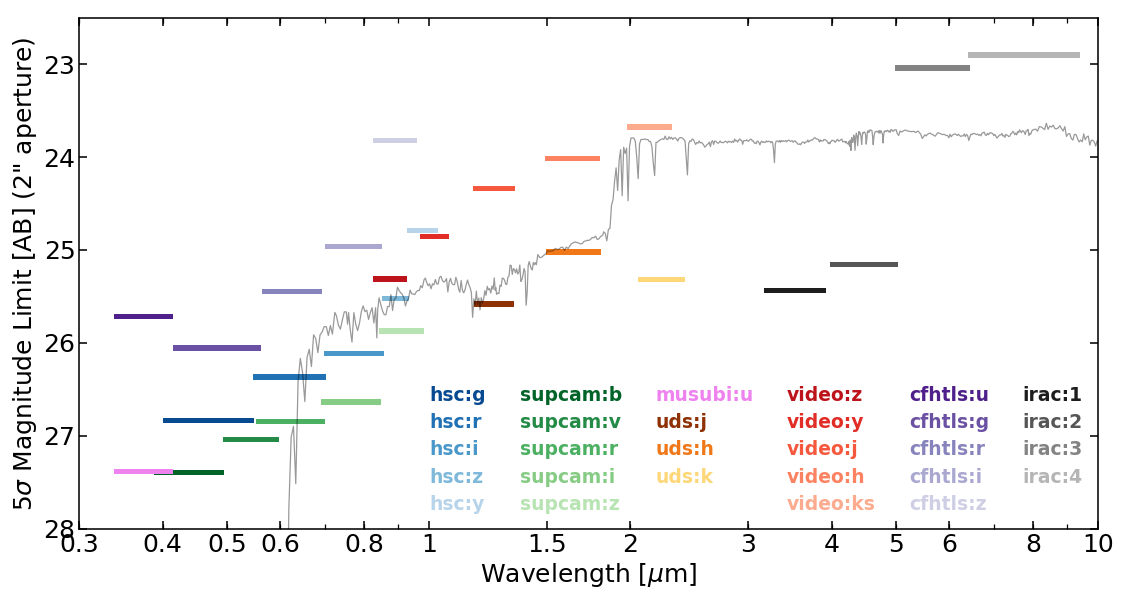 5σ Magnitude Limit [AB] (2" aperture)
23
24
25
26
27
28
hsc:g supcam:b musubi:u video:z cfhtls:u irac:1
hsc:r supcam:v uds:j video:y cfhtls:g irac:2
hsc:i supcam:r uds:h video:j cfhtls:r irac:3
hsc:z supcam:i uds:k video:h cfhtls:i irac:4
hsc:y supcam:z video:ks cfhtls:z
0.3 0.4 0.5 0.6 0.8 1 1.5 2 3 4 5 6 8 10
Wavelength [μm]